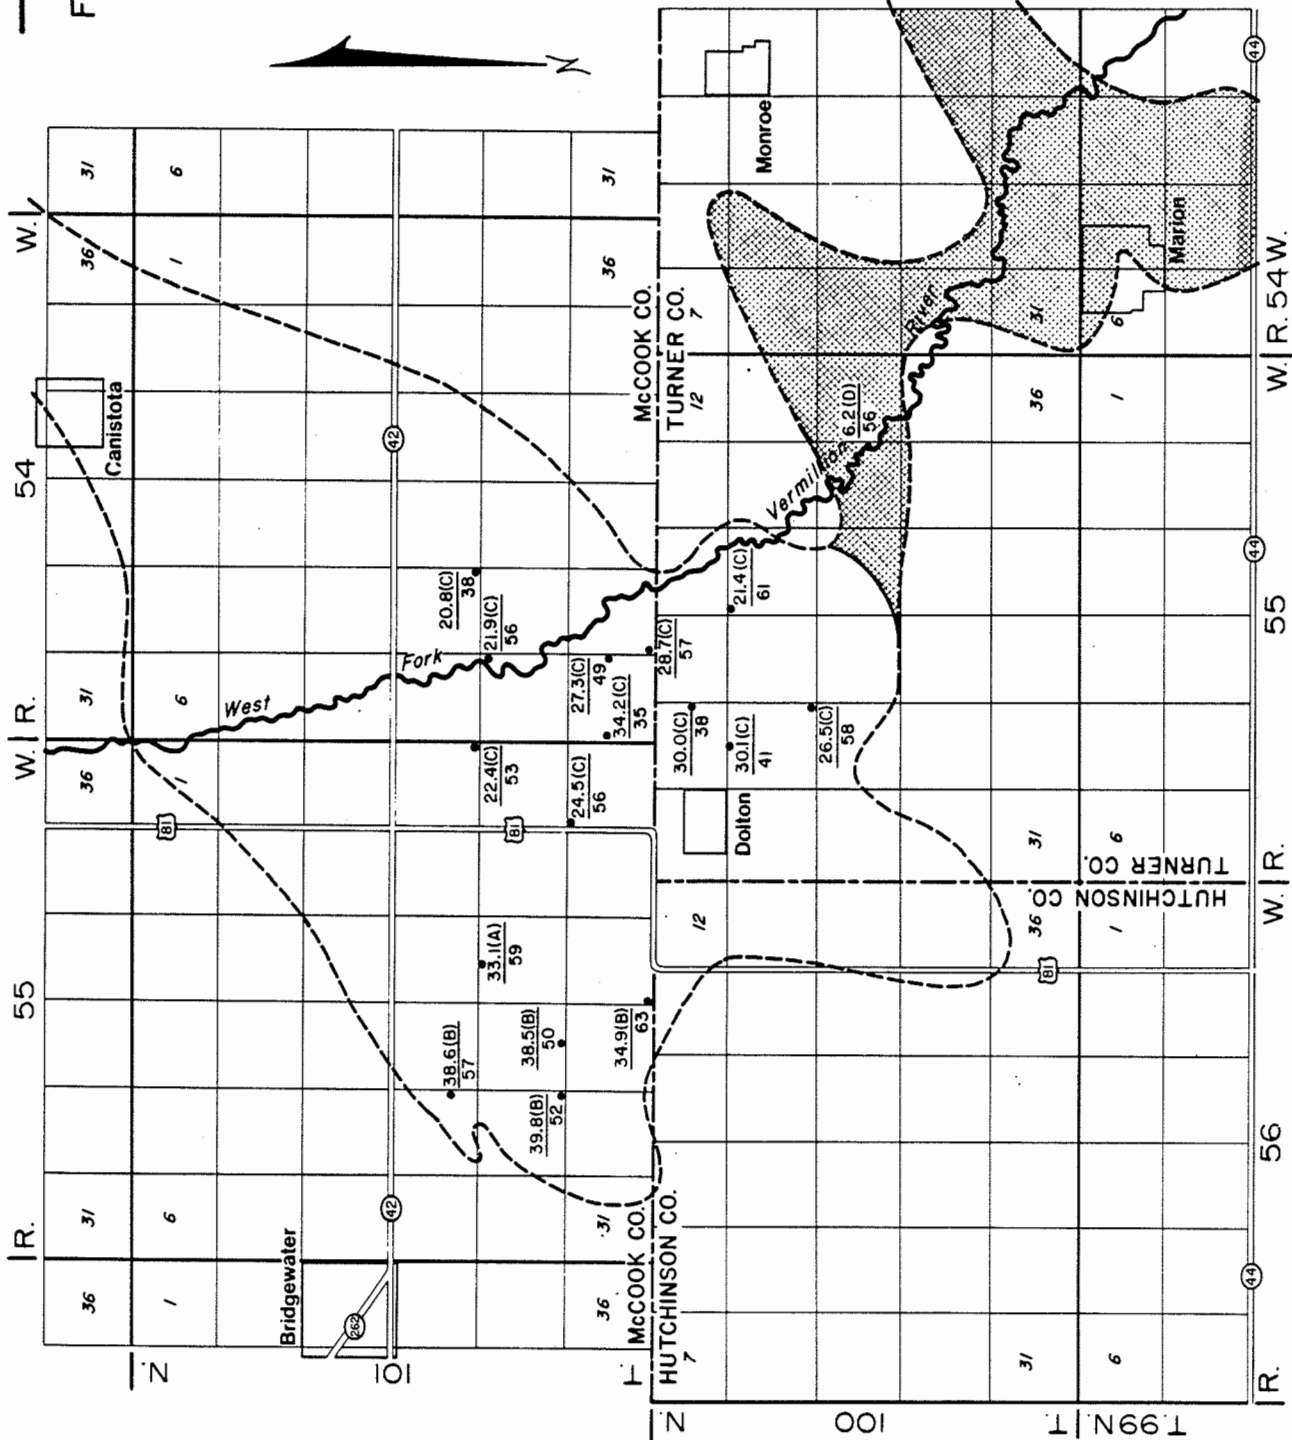 F
N
W.
W.
R.
54
W.
R.
55
R.
31
6
36
1
31
36
Canistota
42
31
6
36
1
81
81
West
Fork
Vermillion
River
20.8(C)
38
21.9(C)
56
27.3(C)
49
34.2(C)
35
22.4(C)
53
24.5(C)
56
33.1(A)
59
38.6(B)
57
38.5(B)
50
39.8(B)
52
34.9(B)
63
31
6
31
36
1
36
Bridgewater
262
42
N.
101
T.
McCOOK CO.
TURNER CO.
McCOOK CO.
HUTCHINSON CO.
Monroe
7
12
28.7(C)
57
21.4(C)
61
30.0(C)
38
30.1(C)
41
26.5(C)
58
6.2(D)
56
Dolton
Marion
31
6
36
1
31
6
TURNER CO.
HUTCHINSON CO.
12
36
1
81
7
31
6
44
44
44
N.
100
T.
T.99N.
R. 54 W.
W.
R.
55
W.
R.
56
R.